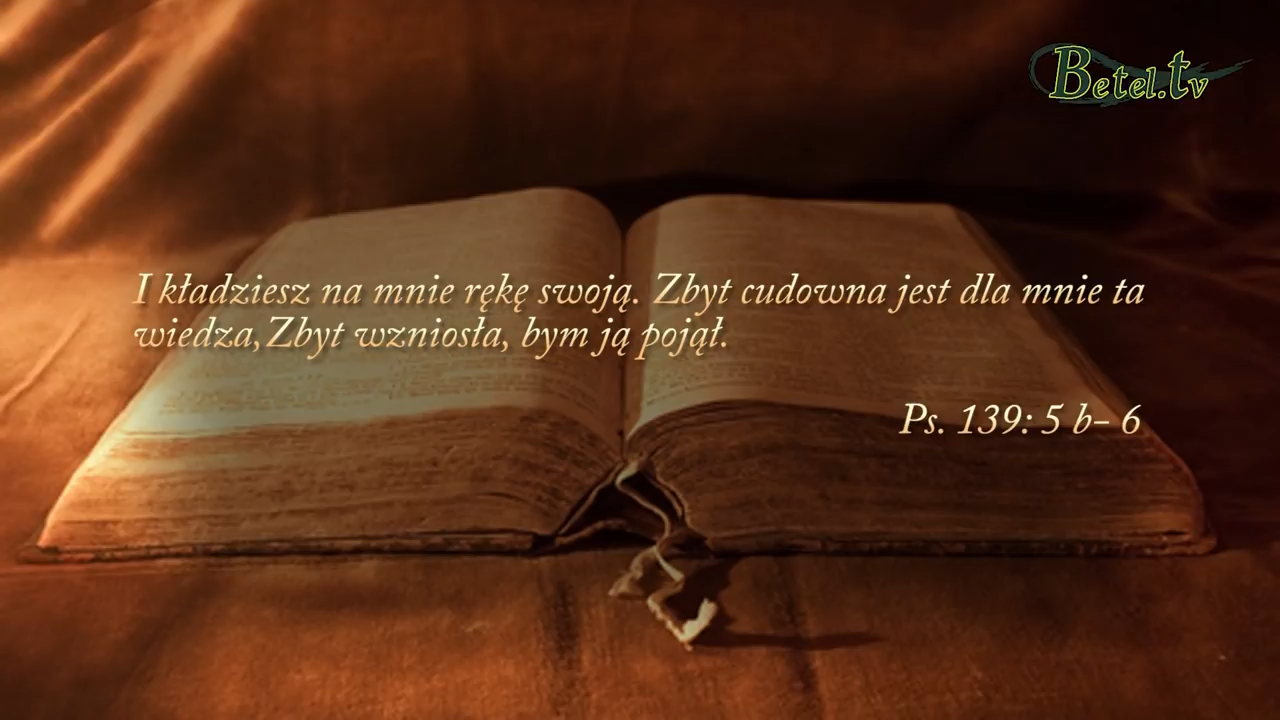 Betel.tv
I kładziesz na mnie rękę swoją. Zbyt cudowna jest dla mnie ta
wiedza,Zbyt wzniosła, bym ją pojął.
Ps. 139: 5 b– 6